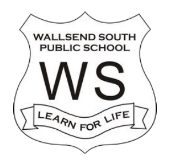 WALLSEND SOUTH
PUBLIC SCHOOL
WS
LEARN FOR LIFE